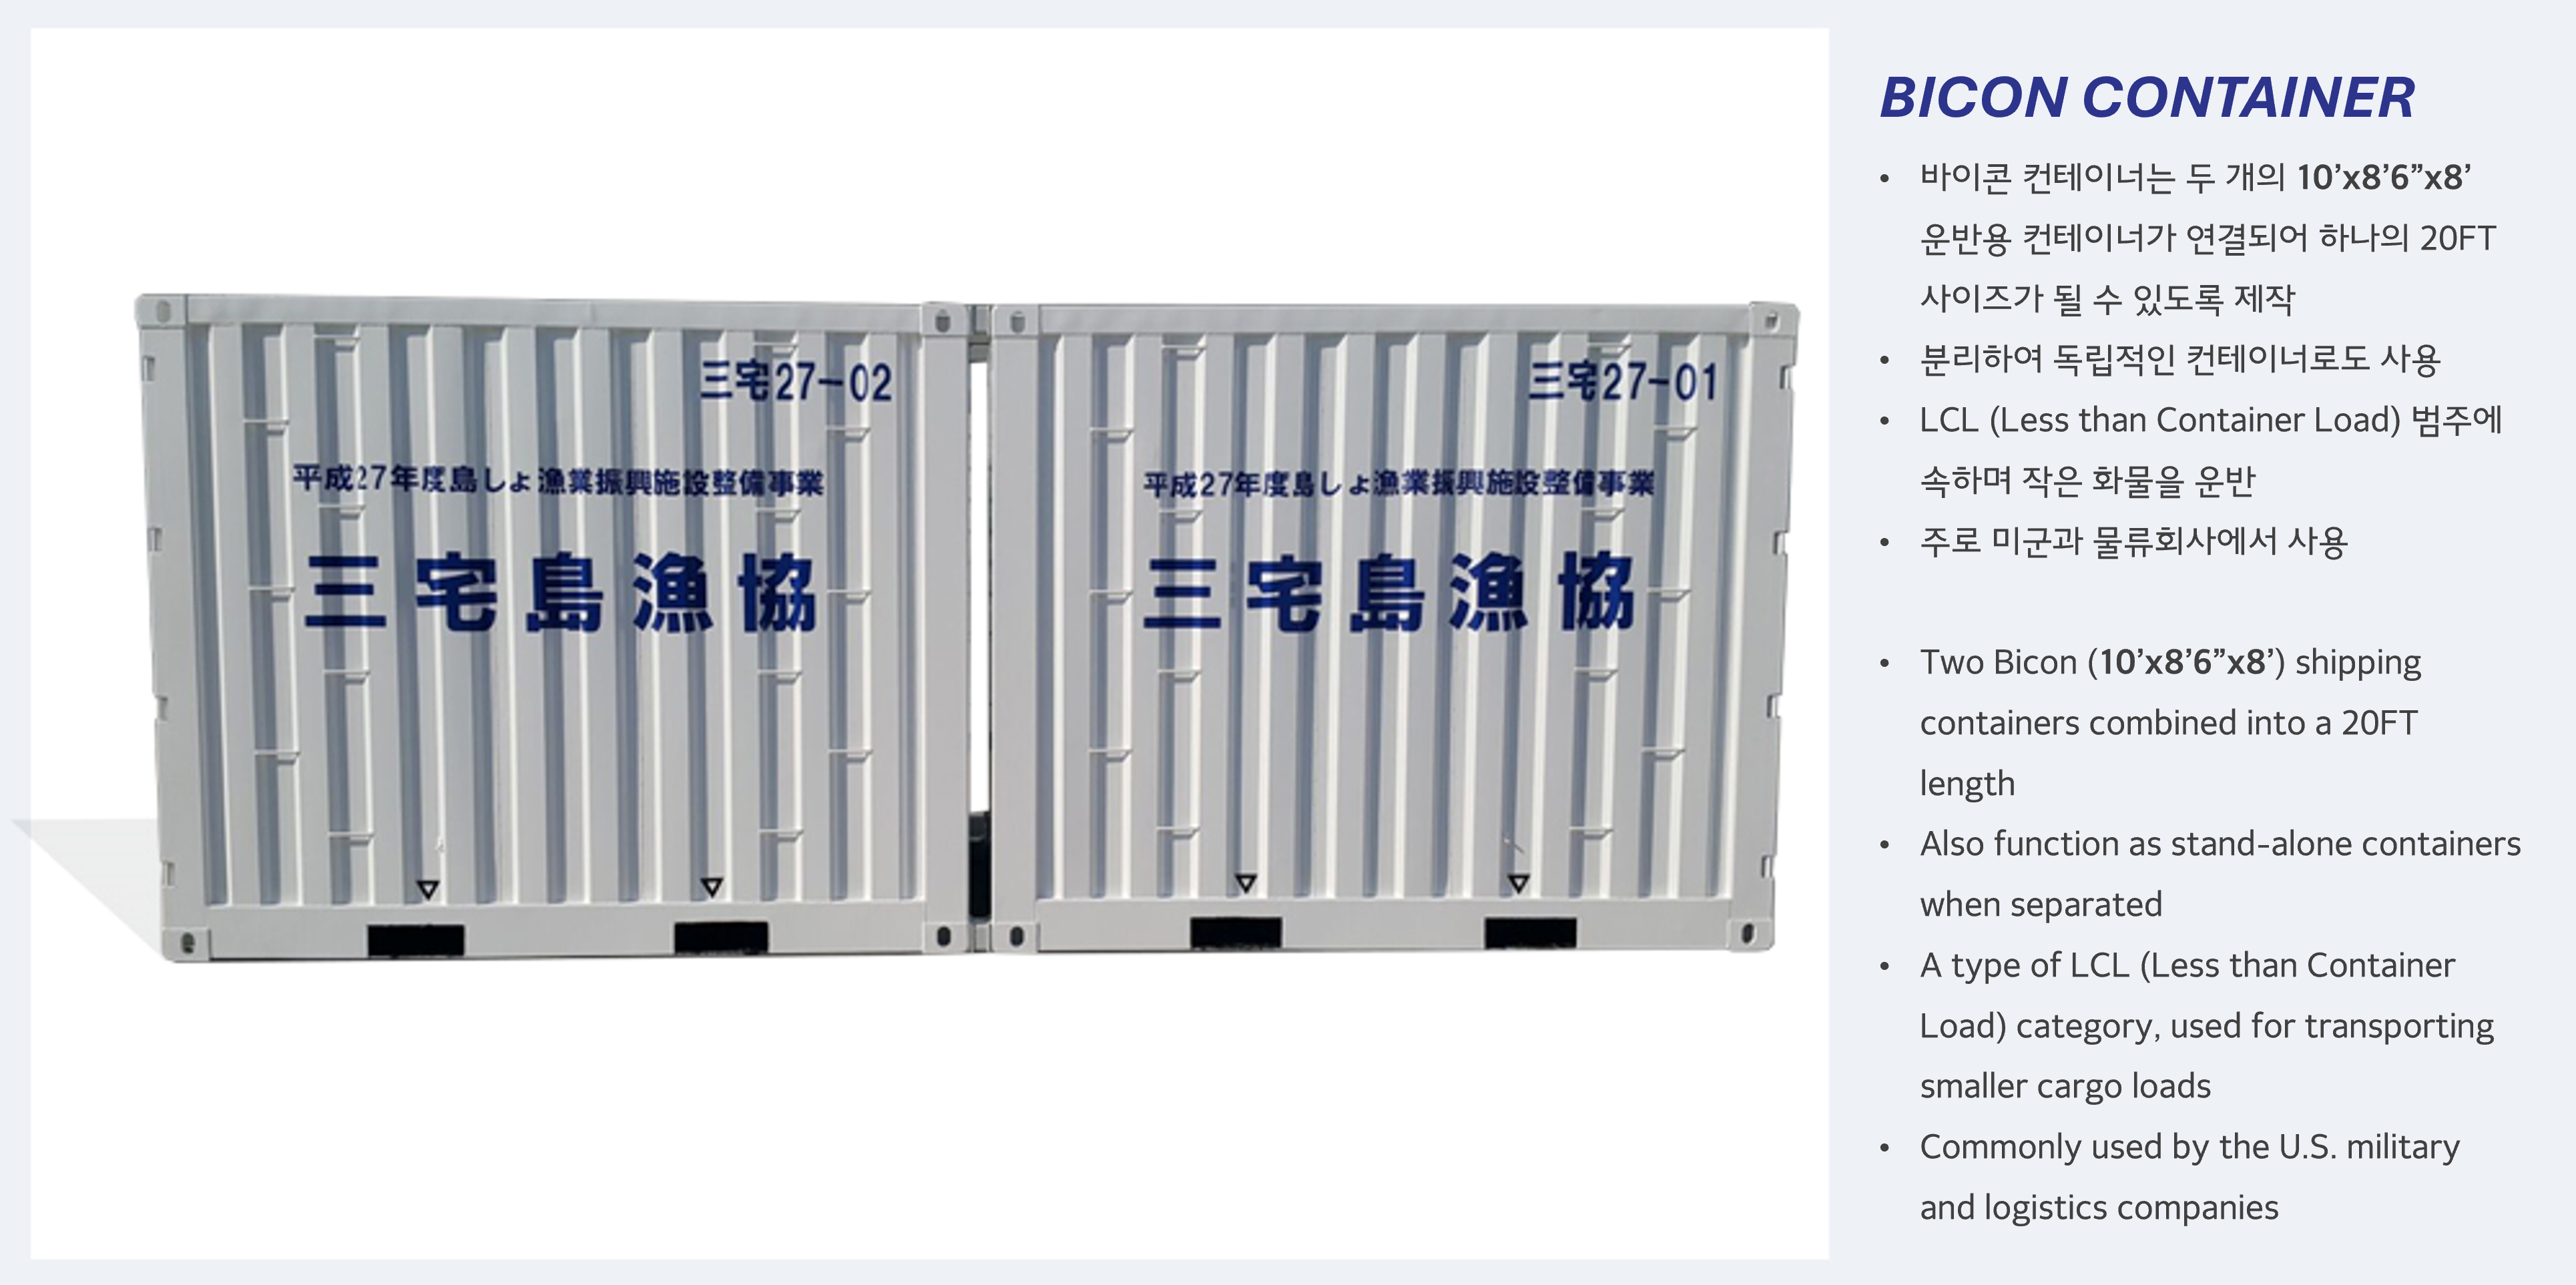 BICON CONTAINER
• 바이콘 컨테이너는 두 개의 10’x8’6”x8’
운반용 컨테이너가 연결되어 하나의 20FT
사이즈가 될 수 있도록 제작
• 분리하여 독립적인 컨테이너로도 사용
• LCL (Less than Container Load) 범주에
속하며 작은 화물을 운반
• 주로 미군과 물류회사에서 사용
• Two Bicon (10’x8’6”x8’) shipping
containers combined into a 20FT
length
• Also function as stand-alone containers
when separated
• A type of LCL (Less than Container
Load) category, used for transporting
smaller cargo loads
• Commonly used by the U.S. military
and logistics companies
三宅27-02
平成27年度島しょ漁業振興施設整備事業
三宅島漁協
三宅27-01
平成27年度島しょ漁業振興施設整備事業
三宅島漁協